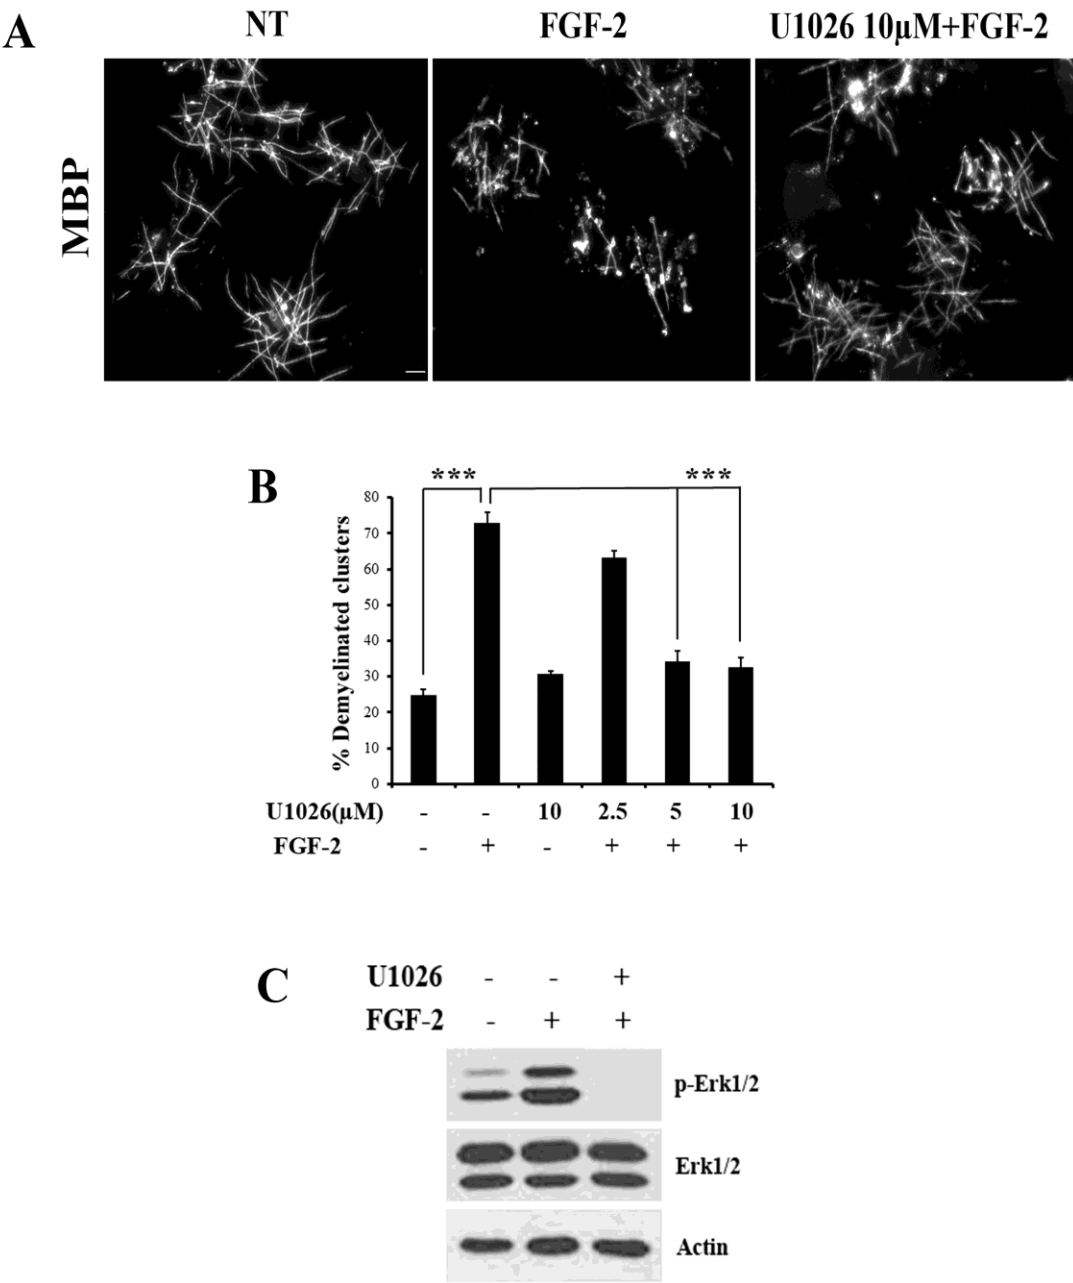 A
NT
FGF-2
U1026 10μM+FGF-2
MBP
B
*** ***
% Demyelinated clusters
80
70
60
50
40
30
20
10
0
U1026(μM) - - 10 2.5 5 10
FGF-2 - + - + + +
C
U1026 - - +
FGF-2 - + +
p-Erk1/2
Erk1/2
Actin